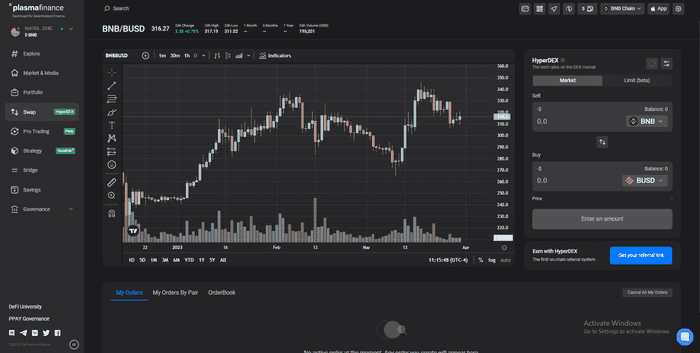 plasmafinance
Dashboard for Decentralized Finance
0 BNB
Explore
Market & Media
Portfolio
Swap
HyperDEX
Pro Trading
Strategy
Bridge
Savings
Governance
DeFi University
PPAY Governance
Search
3
BNB Chain
App
BNB/BUSD
316.27
24h Change
24h High
317.19
24h Low
311.02
1 Month
-
3 Months
-
1 Year
-
24h Volume (USD)
195,201
BNBBUSD
1m 30m 1h D
Indicators
360.0
350.0
340.0
330.0
320.0
310.0
300.0
290.0
280.0
270.0
260.0
250.0
240.0
230.0
220.0
22 2023 16 Feb 13 Mar 13 Apr
1D 5D 1M 3M 6M YTD 1Y 5Y All
11:15:48 (UTC-4)
% log auto
HyperDEX
The best rates on the DEX market
Market
Limit (beta)
Sell
Balance: 0
0.0
BNB
Buy
Balance: 0
0.0
BUSD
Price
-
Enter an amount
Earn with HyperDEX
The first on-chain referral system
Get your referral link
My Orders
My Orders By Pair
OrderBook
Cancel All My Orders
No active order at the moment. Any order you create will appear here.
Activate Windows
Go to Settings to activate Windows.